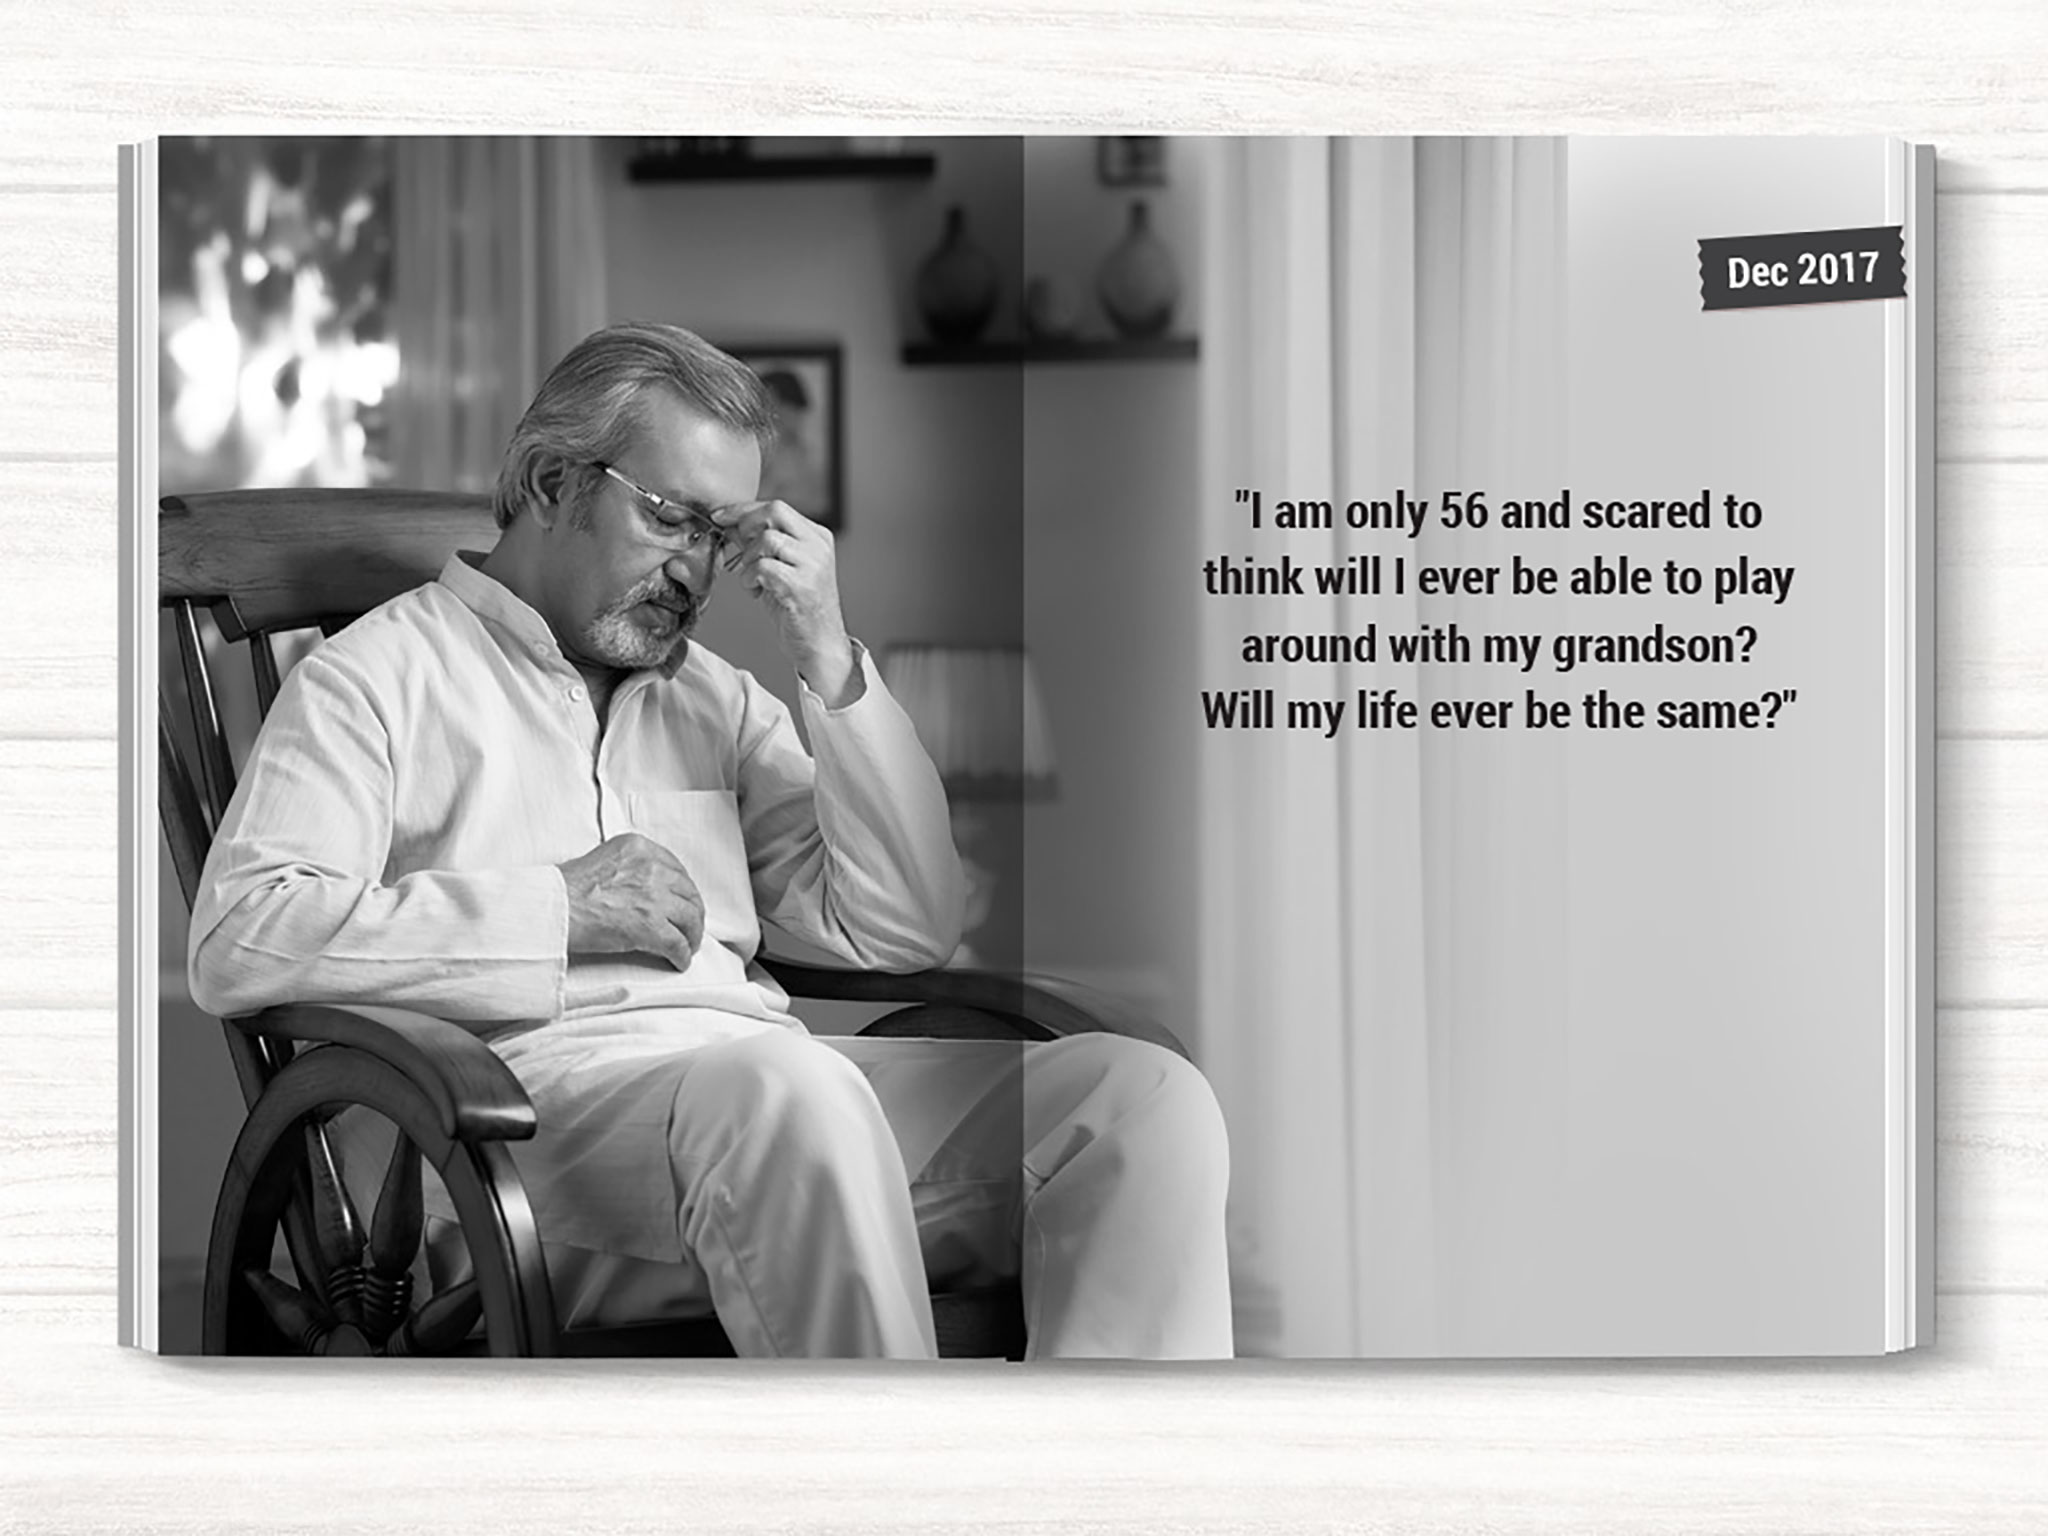 Dec 2017
"I am only 56 and scared to
think will I ever be able to play
around with my grandson?
Will my life ever be the same?"